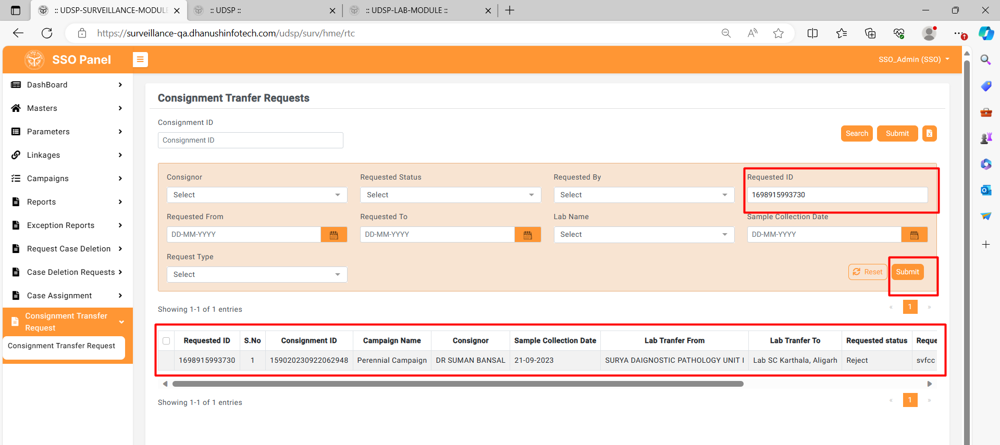 :: UDSP-SURVEILLANCE-MODULE
:: UDSP ::
:: UDSP-LAB-MODULE ::
https://surveillance-qa.dhanushinfotech.com/udsp/surv/hme/rtc
SSO Panel
SSO_Admin (SSO)
DashBoard
Masters
Parameters
Linkages
Campaigns
Reports
Exception Reports
Request Case Deletion
Case Deletion Requests
Case Assignment
Consignment Transfer
Request
Consignment Transfer Request
Consignment Tranfer Requests
Consignment ID
Consignment ID
Search Submit
Consignor Requested Status Requested By Requested ID
Select Select Select 1698915993730
Requested From Requested To Lab Name Sample Collection Date
DD-MM-YYYY DD-MM-YYYY Select DD-MM-YYYY
Request Type
Select
Reset Submit
Showing 1-1 of 1 entries
« 1 »
Requested ID S.No Consignment ID Campaign Name Consignor Sample Collection Date Lab Tranfer From Lab Tranfer To Requested status Reque
1698915993730 1 159020230922062948 Perennial Campaign DR SUMAN BANSAL 21-09-2023 SURYA DAIGNOSTIC PATHOLOGY UNIT I Lab SC Karthala, Aligarh Reject svfcc
Showing 1-1 of 1 entries
« 1 »